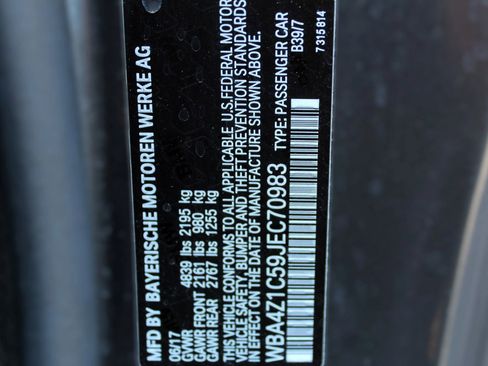 MFD BY BAYERISCHE MOTOREN WERKE AG
06/17
GVWR 4839 lbs 2195 kg
GAWR FRONT 2161 lbs 980 kg
GAWR REAR 2767 lbs 1255 kg
VEHICLE CONFORMS TO ALL APPLICABLE U.S. FEDERAL MOTOR
VEHICLE SAFETY, BUMPER AND THEFT PREVENTION STANDARDS
IN EFFECT ON DATE OF MANUFACTURE SHOWN ABOVE.
WBA4Z1C59JEC70983 TYPE: PASSENGER CAR
B39/7
7 315 814